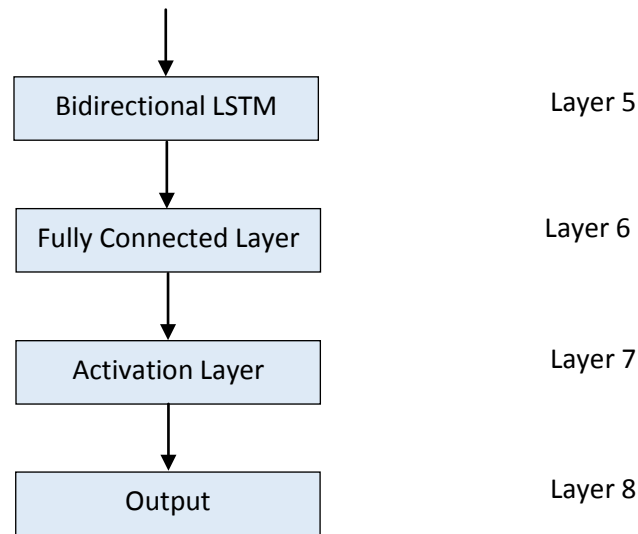 Bidirectional LSTM Layer 5
Fully Connected Layer Layer 6
Activation Layer Layer 7
Output Layer 8